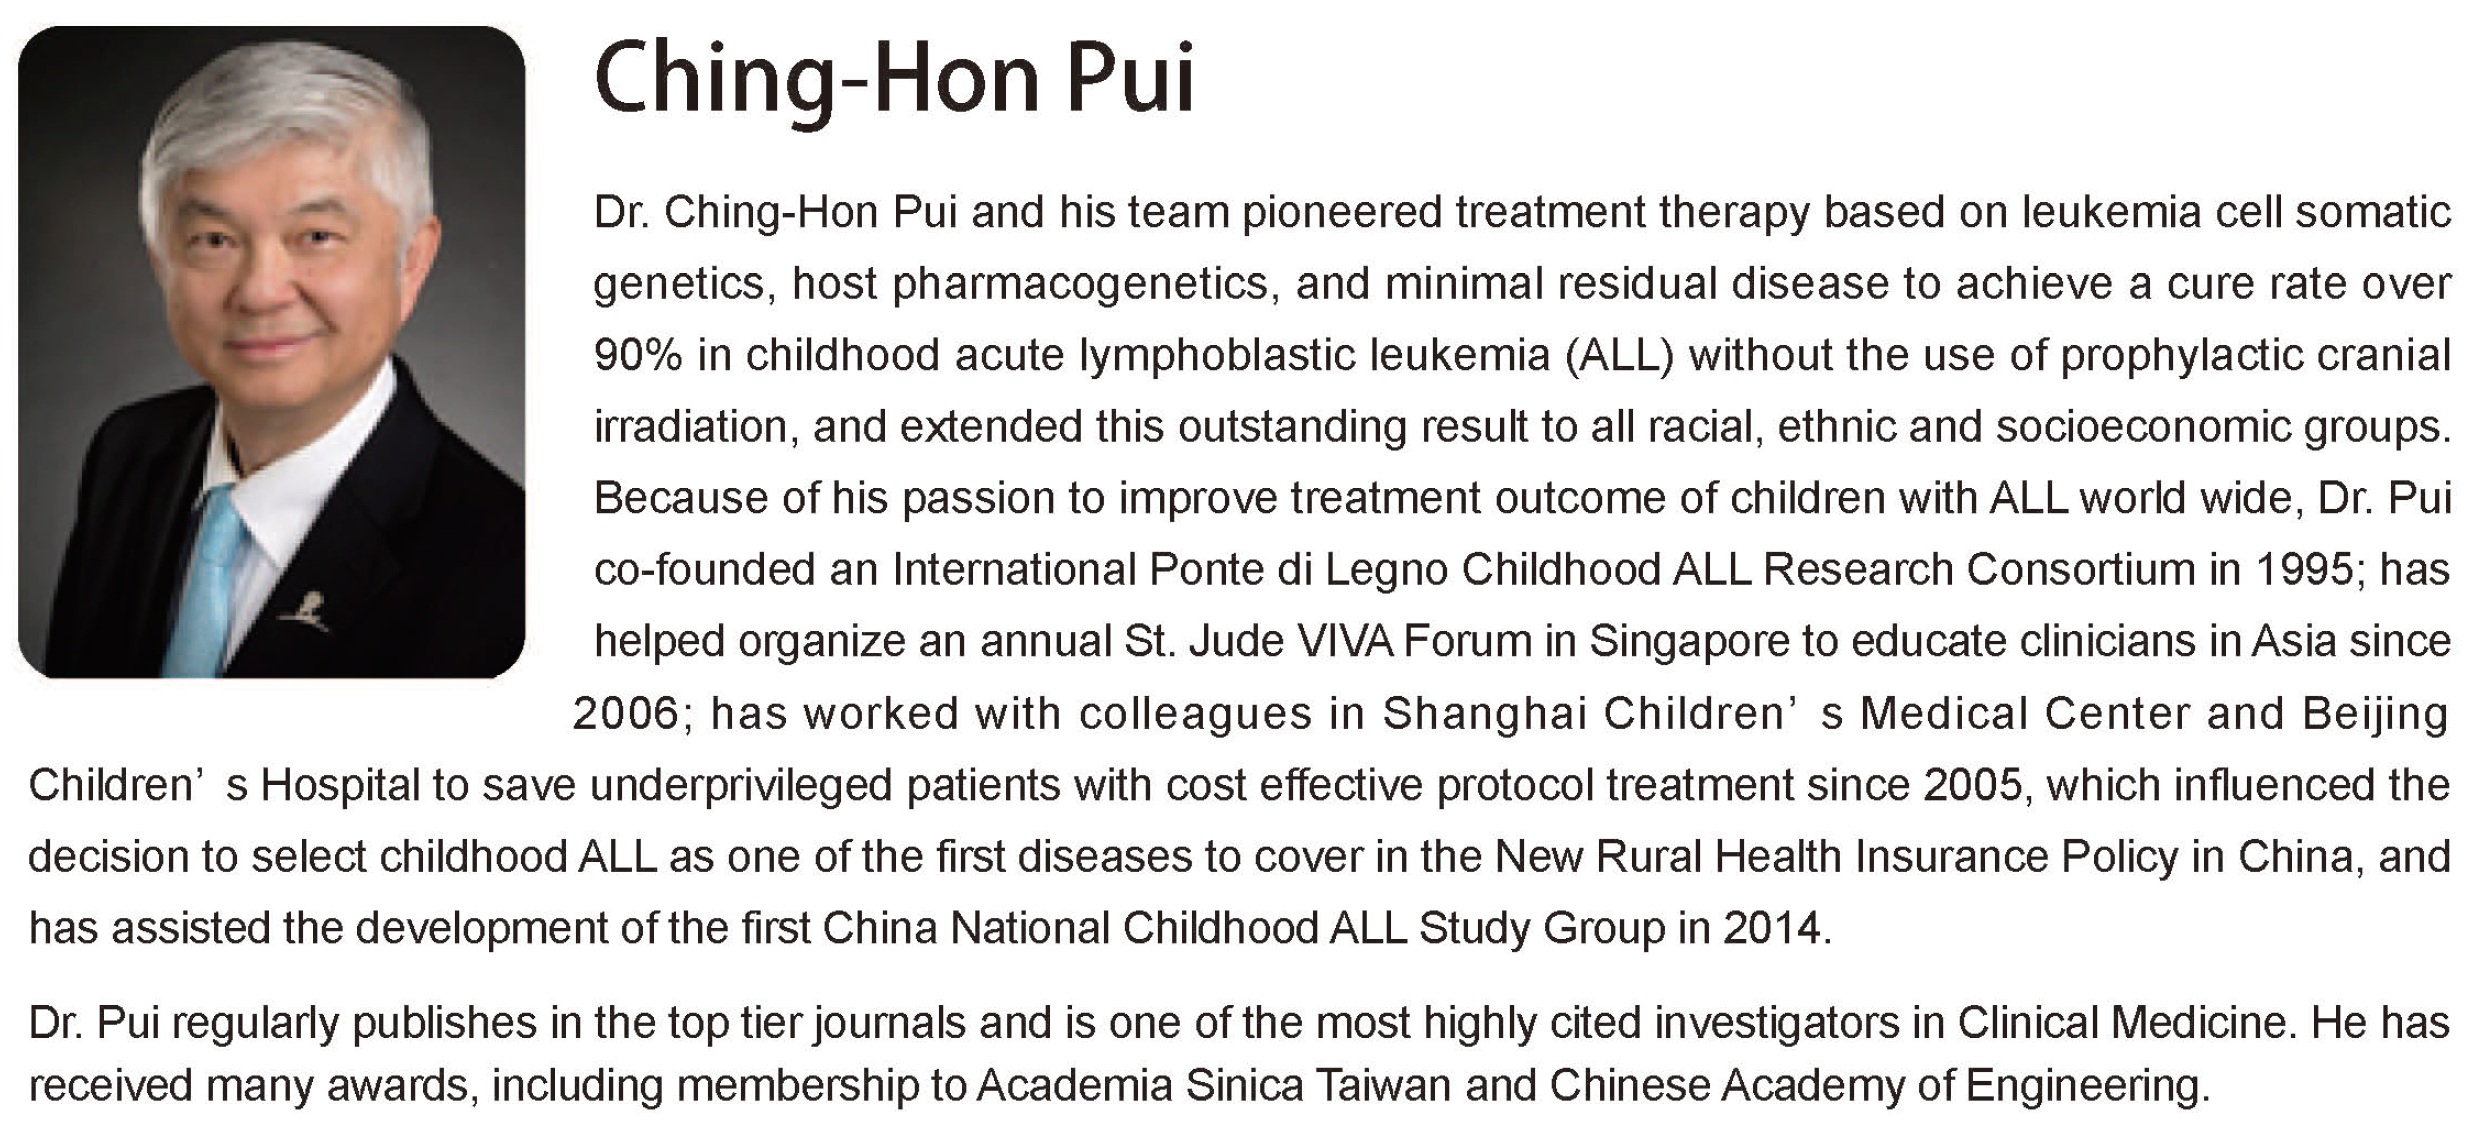 Ching-Hon Pui
Dr. Ching-Hon Pui and his team pioneered treatment therapy based on leukemia cell somatic
genetics, host pharmacogenetics, and minimal residual disease to achieve a cure rate over
90% in childhood acute lymphoblastic leukemia (ALL) without the use of prophylactic cranial
irradiation, and extended this outstanding result to all racial, ethnic and socioeconomic groups.
Because of his passion to improve treatment outcome of children with ALL world wide, Dr. Pui
co-founded an International Ponte di Legno Childhood ALL Research Consortium in 1995; has
helped organize an annual St. Jude VIVA Forum in Singapore to educate clinicians in Asia since
2006; has worked with colleagues in Shanghai Children’ s Medical Center and Beijing
Children’ s Hospital to save underprivileged patients with cost effective protocol treatment since 2005, which influenced the
decision to select childhood ALL as one of the first diseases to cover in the New Rural Health Insurance Policy in China, and
has assisted the development of the first China National Childhood ALL Study Group in 2014.
Dr. Pui regularly publishes in the top tier journals and is one of the most highly cited investigators in Clinical Medicine. He has
received many awards, including membership to Academia Sinica Taiwan and Chinese Academy of Engineering.